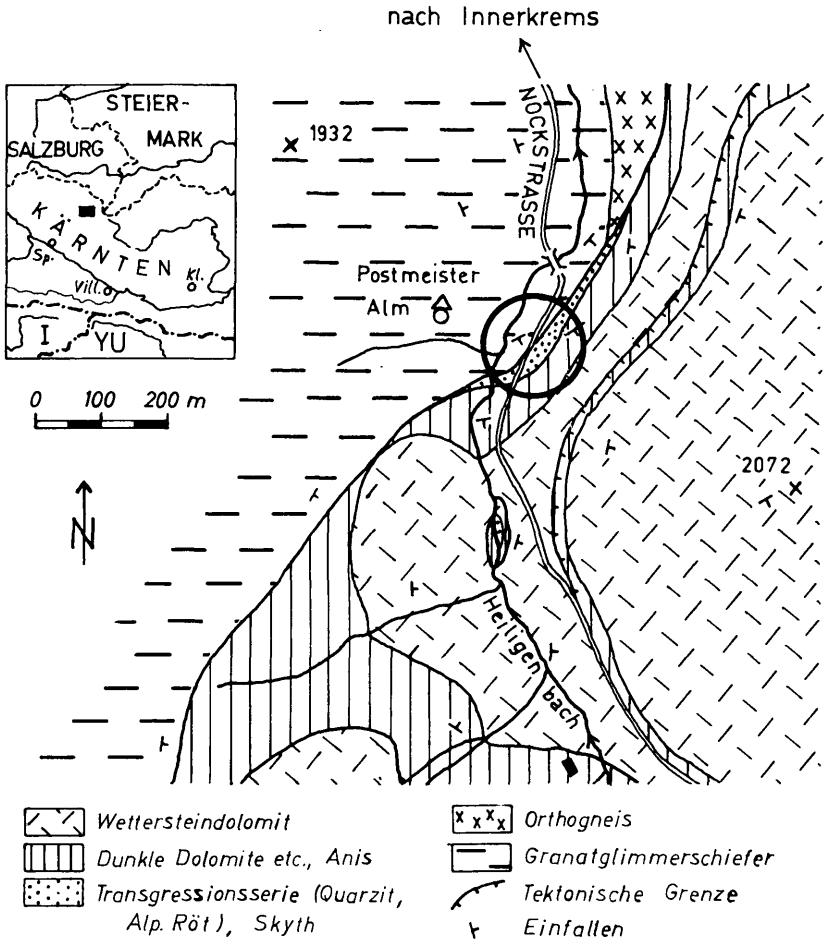 nach Innerkrems
STEIER-
MARK
SALZBURG
KÄRNTEN
Sp.
Vill.
Kl.
I
YU
1932
NOCKSTRASSE
Postmeister
Alm
0 100 200 m
N
2072
Heiligen
bach
Wettersteindolomit
Dunkle Dolomite etc., Anis
Transgressionsserie (Quarzit,
Alp. Röt), Skyth
Orthogneis
Granatglimmerschiefer
Tektonische Grenze
Einfallen